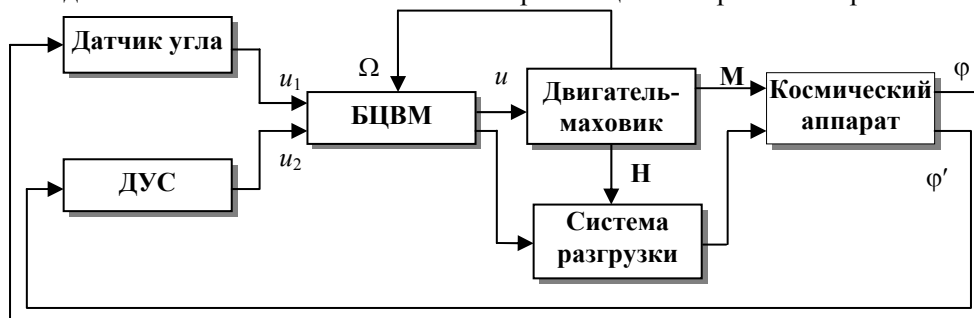 Датчик угла
u₁
Ω
u
БЦВМ
u₂
ДУС
Двигатель-
маховик
М
Н
Система
разгрузки
Космический
аппарат
φ
φ′